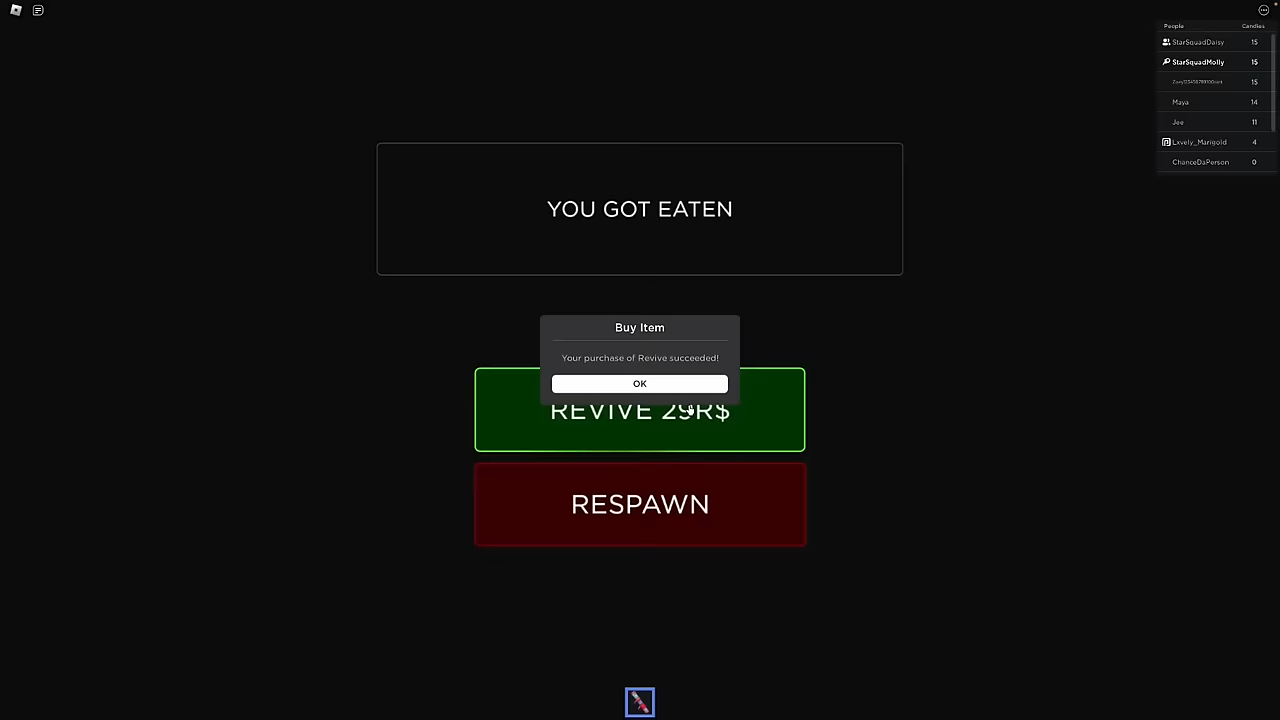 People Candies
StarSquadDaisy 15
StarSquadMolly 15
15
Maya 14
Jee 11
Lxvely_Marigold 4
ChanceDaPerson 0
YOU GOT EATEN
Buy Item
Your purchase of Revive succeeded!
OK
REVIVE 29R$
RESPAWN